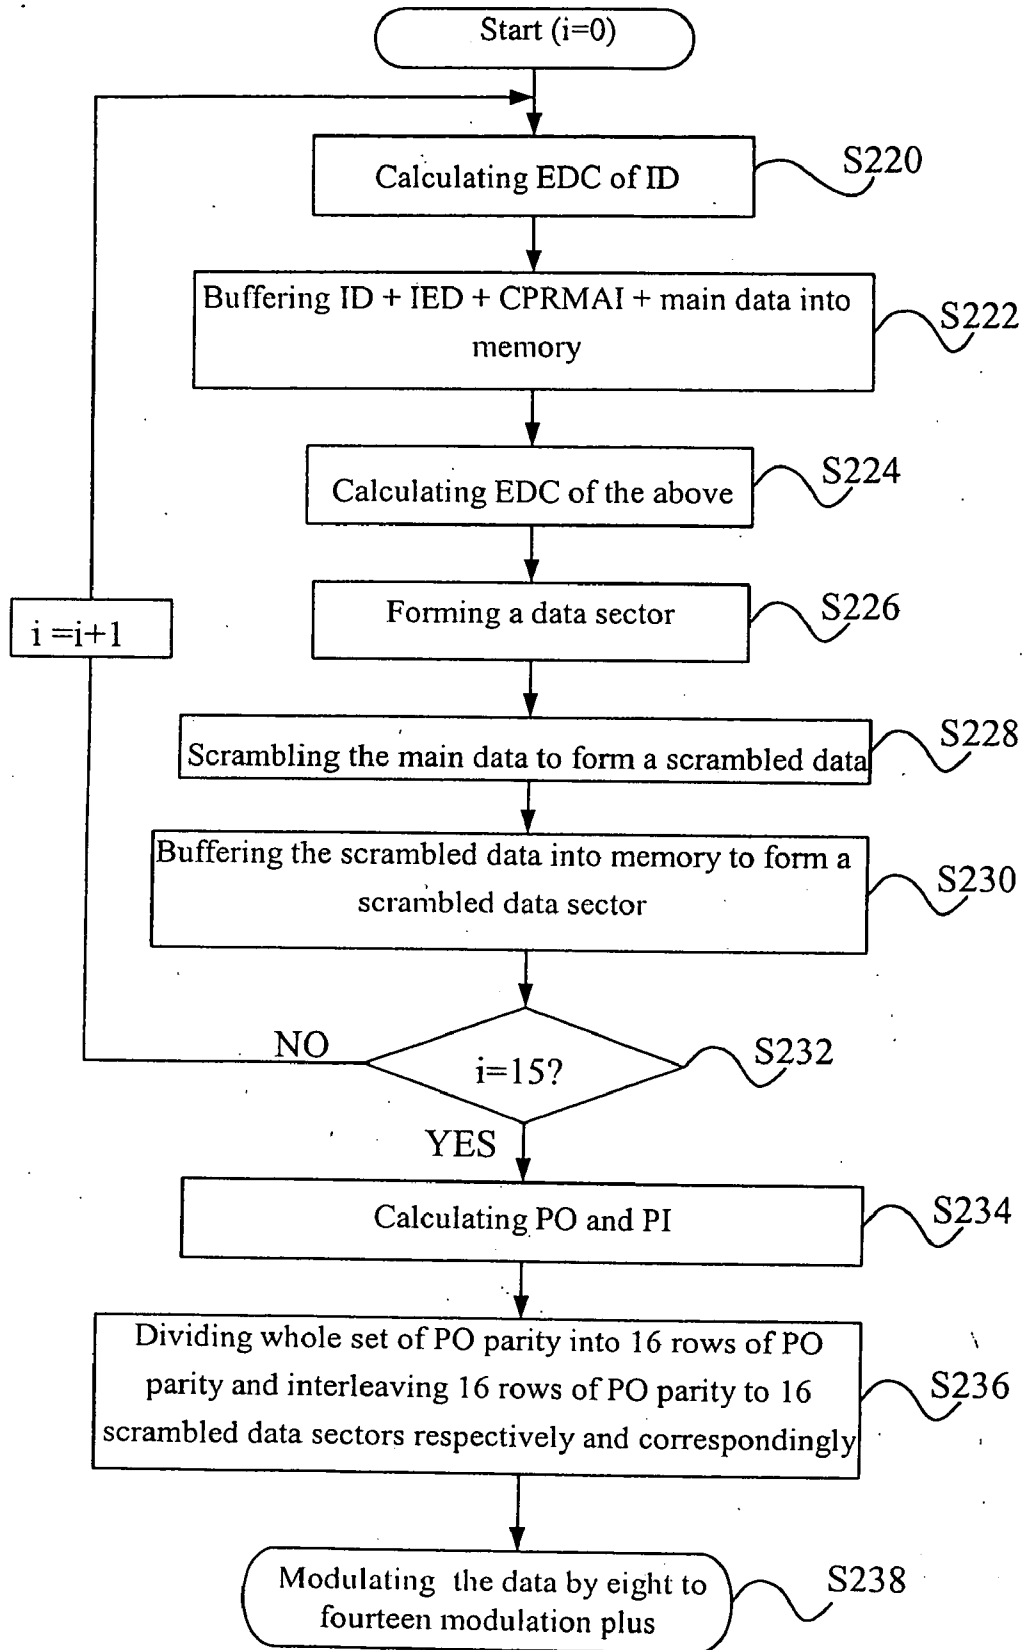 Start (i=0)
Calculating EDC of ID
S220
Buffering ID + IED + CPRMAI + main data into
memory
S222
Calculating EDC of the above
S224
Forming a data sector
S226
i =i+1
Scrambling the main data to form a scrambled data
S228
Buffering the scrambled data into memory to form a
scrambled data sector
S230
NO
i=15?
S232
YES
Calculating PO and PI
S234
Dividing whole set of PO parity into 16 rows of PO
parity and interleaving 16 rows of PO parity to 16
scrambled data sectors respectively and correspondingly
S236
Modulating the data by eight to
fourteen modulation plus
S238